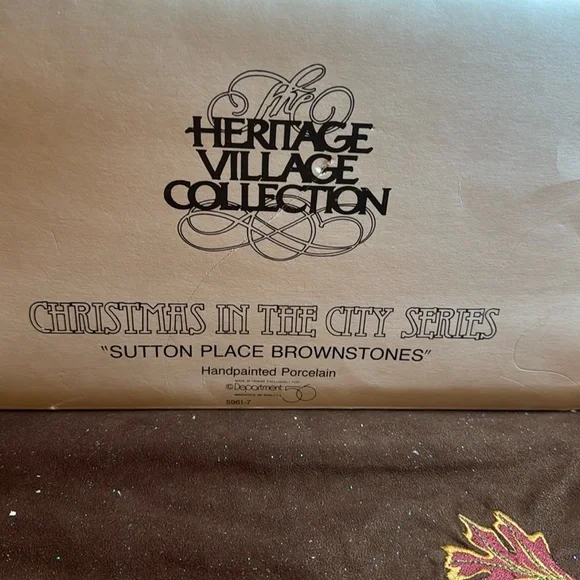 The
HERITAGE
VILLAGE
COLLECTION
CHRISTMAS IN THE CITY SERIES
"SUTTON PLACE BROWNSTONES"
Handpainted Porcelain
© Department 56
5961-7